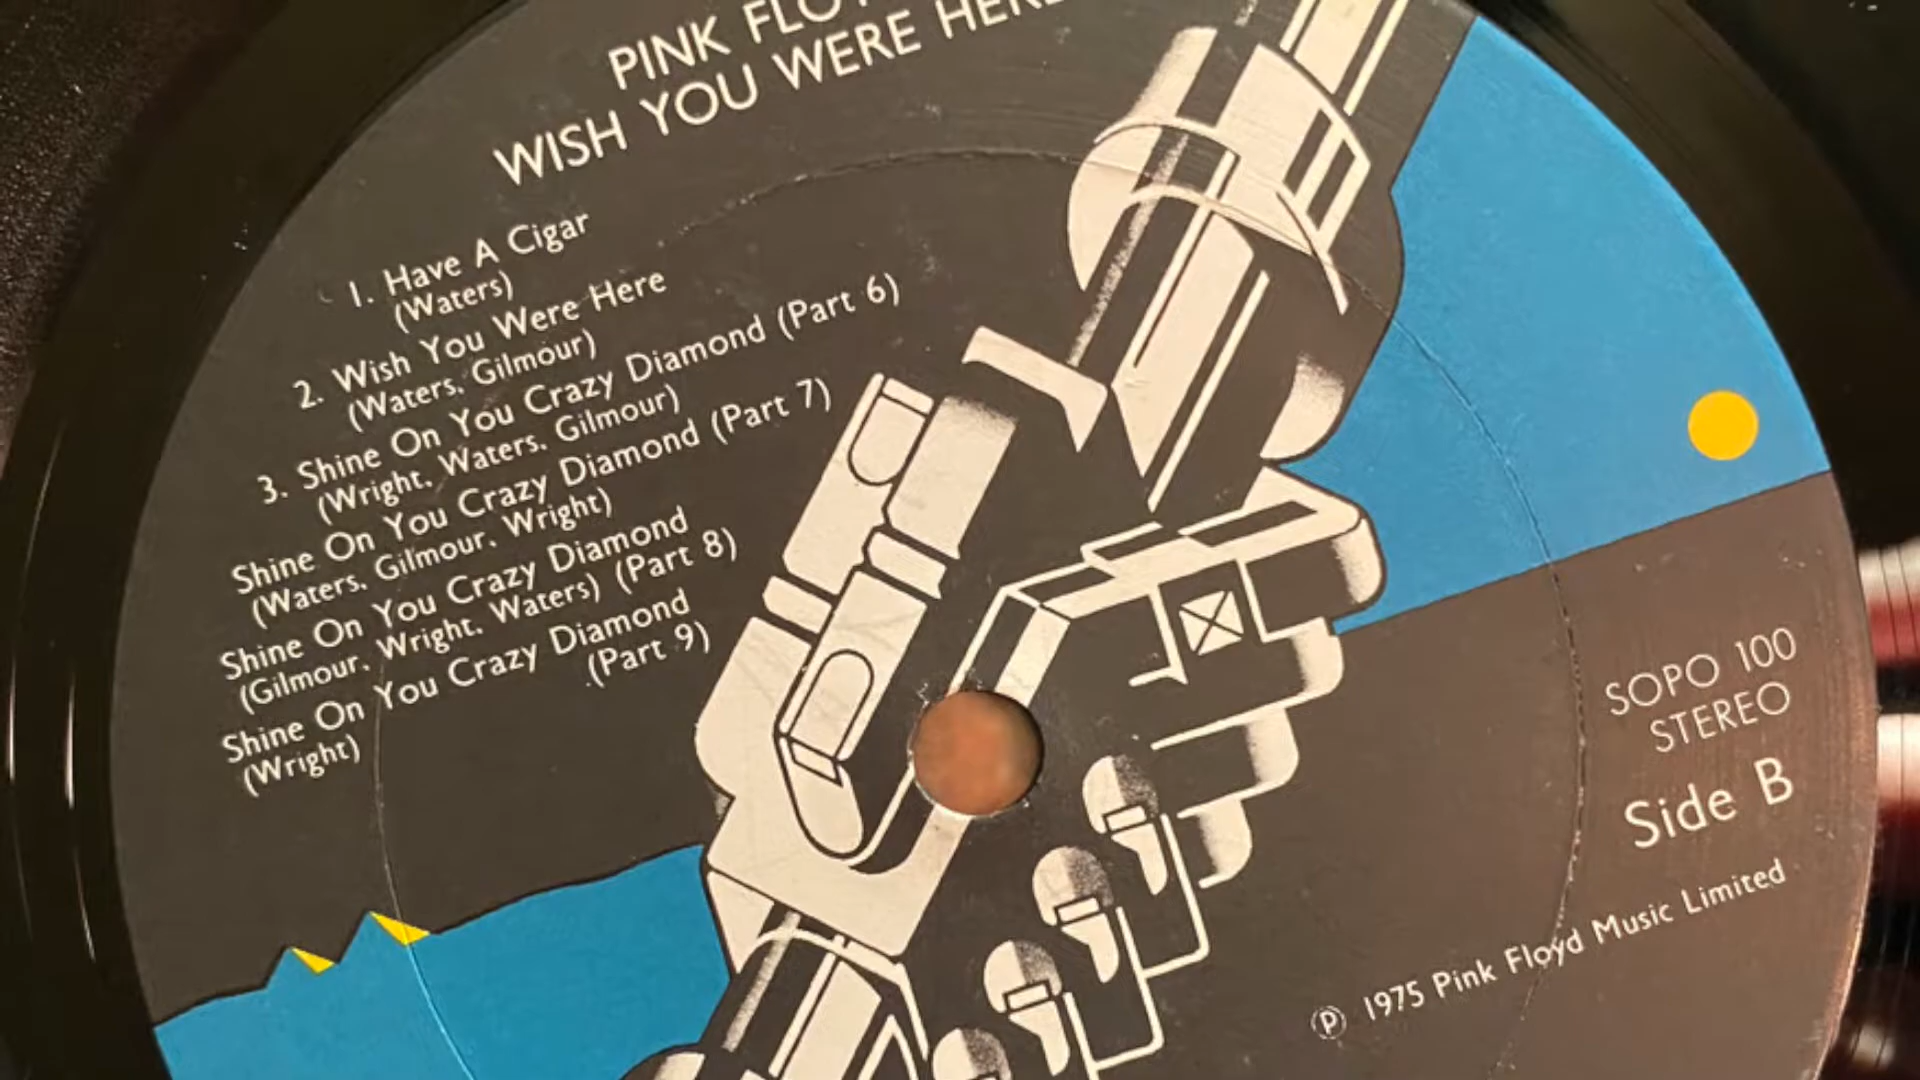 PINK FLOYD
WISH YOU WERE HERE
1. Have A Cigar
(Waters)
2. Wish You Were Here
(Waters, Gilmour)
3. Shine On You Crazy Diamond (Part 6)
(Wright, Waters, Gilmour)
Shine On You Crazy Diamond (Part 7)
(Waters, Gilmour, Wright)
Shine On You Crazy Diamond
(Gilmour, Wright, Waters) (Part 8)
Shine On You Crazy Diamond
(Wright) (Part 9)
SOPO 100
STEREO
Side B
℗ 1975 Pink Floyd Music Limited